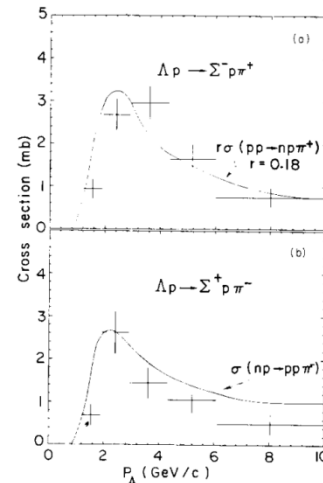 (a)
Λp → Σ⁻pπ⁺
4
3
2
1
0
rσ (pp→npπ⁺)
r = 0.18
Cross section (mb)
(b)
Λp → Σ⁺pπ⁻
4
3
2
1
0
σ (np→ppπ⁻)
0 2 4 6 8 10
P_Λ (GeV/c)